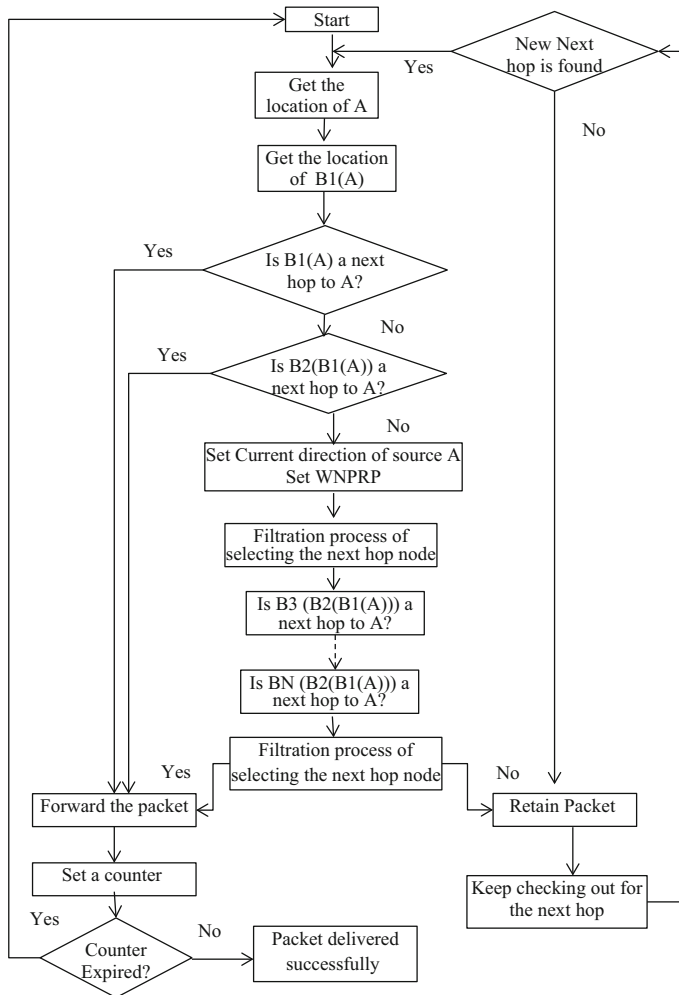 Start
New Next
hop is found
Yes
Get the
location of A
No
Get the location
of B1(A)
Yes
Is B1(A) a next
hop to A?
No
Yes
Is B2(B1(A)) a
next hop to A?
No
Set Current direction of source A
Set WNPRP
Filtration process of
selecting the next hop node
Is B3 (B2(B1(A))) a
next hop to A?
Is BN (B2(B1(A))) a
next hop to A?
Filtration process of
selecting the next hop node
Yes
No
Forward the packet
Retain Packet
Set a counter
Keep checking out for
the next hop
Yes
Counter
Expired?
No
Packet delivered
successfully